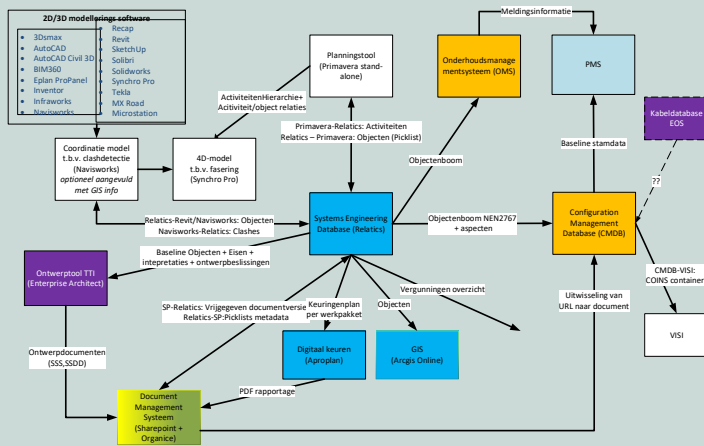 2D/3D modellerings software
3Dsmax
AutoCAD
AutoCAD Civil 3D
BIM360
Eplan ProPanel
Inventor
Infraworks
Navisworks
Recap
Revit
SketchUp
Solibri
Solidworks
Synchro Pro
Tekla
MX Road
Microstation
Planningstool
(Primavera stand-
alone)
Onderhoudsmana
gementsysteem (OMS)
Meldingsinformatie
PMS
Kabeldatabase
EOS
ActiviteitenHierarchie+
Acitiviteit/object relaties
Primavera-Relatics: Activiteiten
Relatics – Primavera: Objecten (Picklist)
Baseline stamdata
Coordinatie model
t.b.v. clashdetectie
(Navisworks)
optioneel aangevuld
met GIS info
4D-model
t.b.v. fasering
(Synchro Pro)
Objectenboom
??
Relatics-Revit/Navisworks: Objecten
Navisworks-Relatics: Clashes
Systems Engineering
Database (Relatics)
Objectenboom NEN2767
+ aspecten
Configuration
Management
Database (CMDB)
Baseline Objecten + Eisen +
intepretaties + ontwerpbeslissingen
Ontwerptool TTI
(Enterprise Architect)
SP-Relatics: Vrijgegeven documentversie
Relatics-SP:Picklists metadata
Keuringenplan
per werkpakket
Objecten
Vergunningen overzicht
Uitwisseling van
URL naar document
CMDB-VISI:
COINS container
Ontwerpdocumenten
(SSS,SSDD)
Digitaal keuren
(Aproplan)
GIS
(Arcgis Online)
VISI
PDF rapportage
Document
Management
Systeem
(Sharepoint +
Organice)